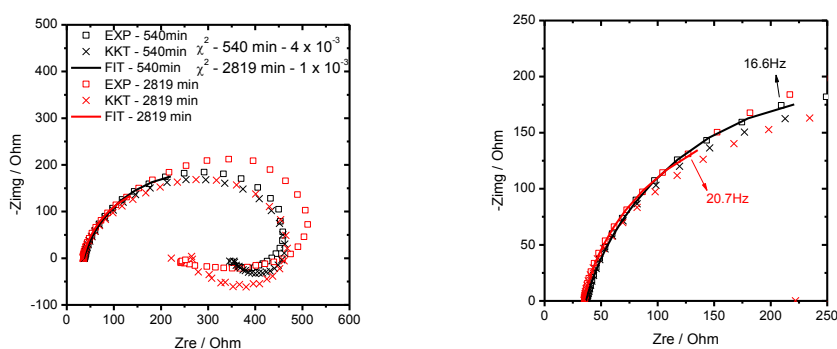 500
400
300
200
100
0
-100
-Zimg / Ohm
EXP - 540min
KKT - 540min
FIT - 540min
EXP - 2819 min
KKT - 2819 min
FIT - 2819 min
χ² - 540 min - 4 x 10⁻³
χ² - 2819 min - 1 x 10⁻³
0 100 200 300 400 500 600
Zre / Ohm
250
200
150
100
50
0
-Zimg / Ohm
16.6Hz
20.7Hz
0 50 100 150 200 250
Zre / Ohm